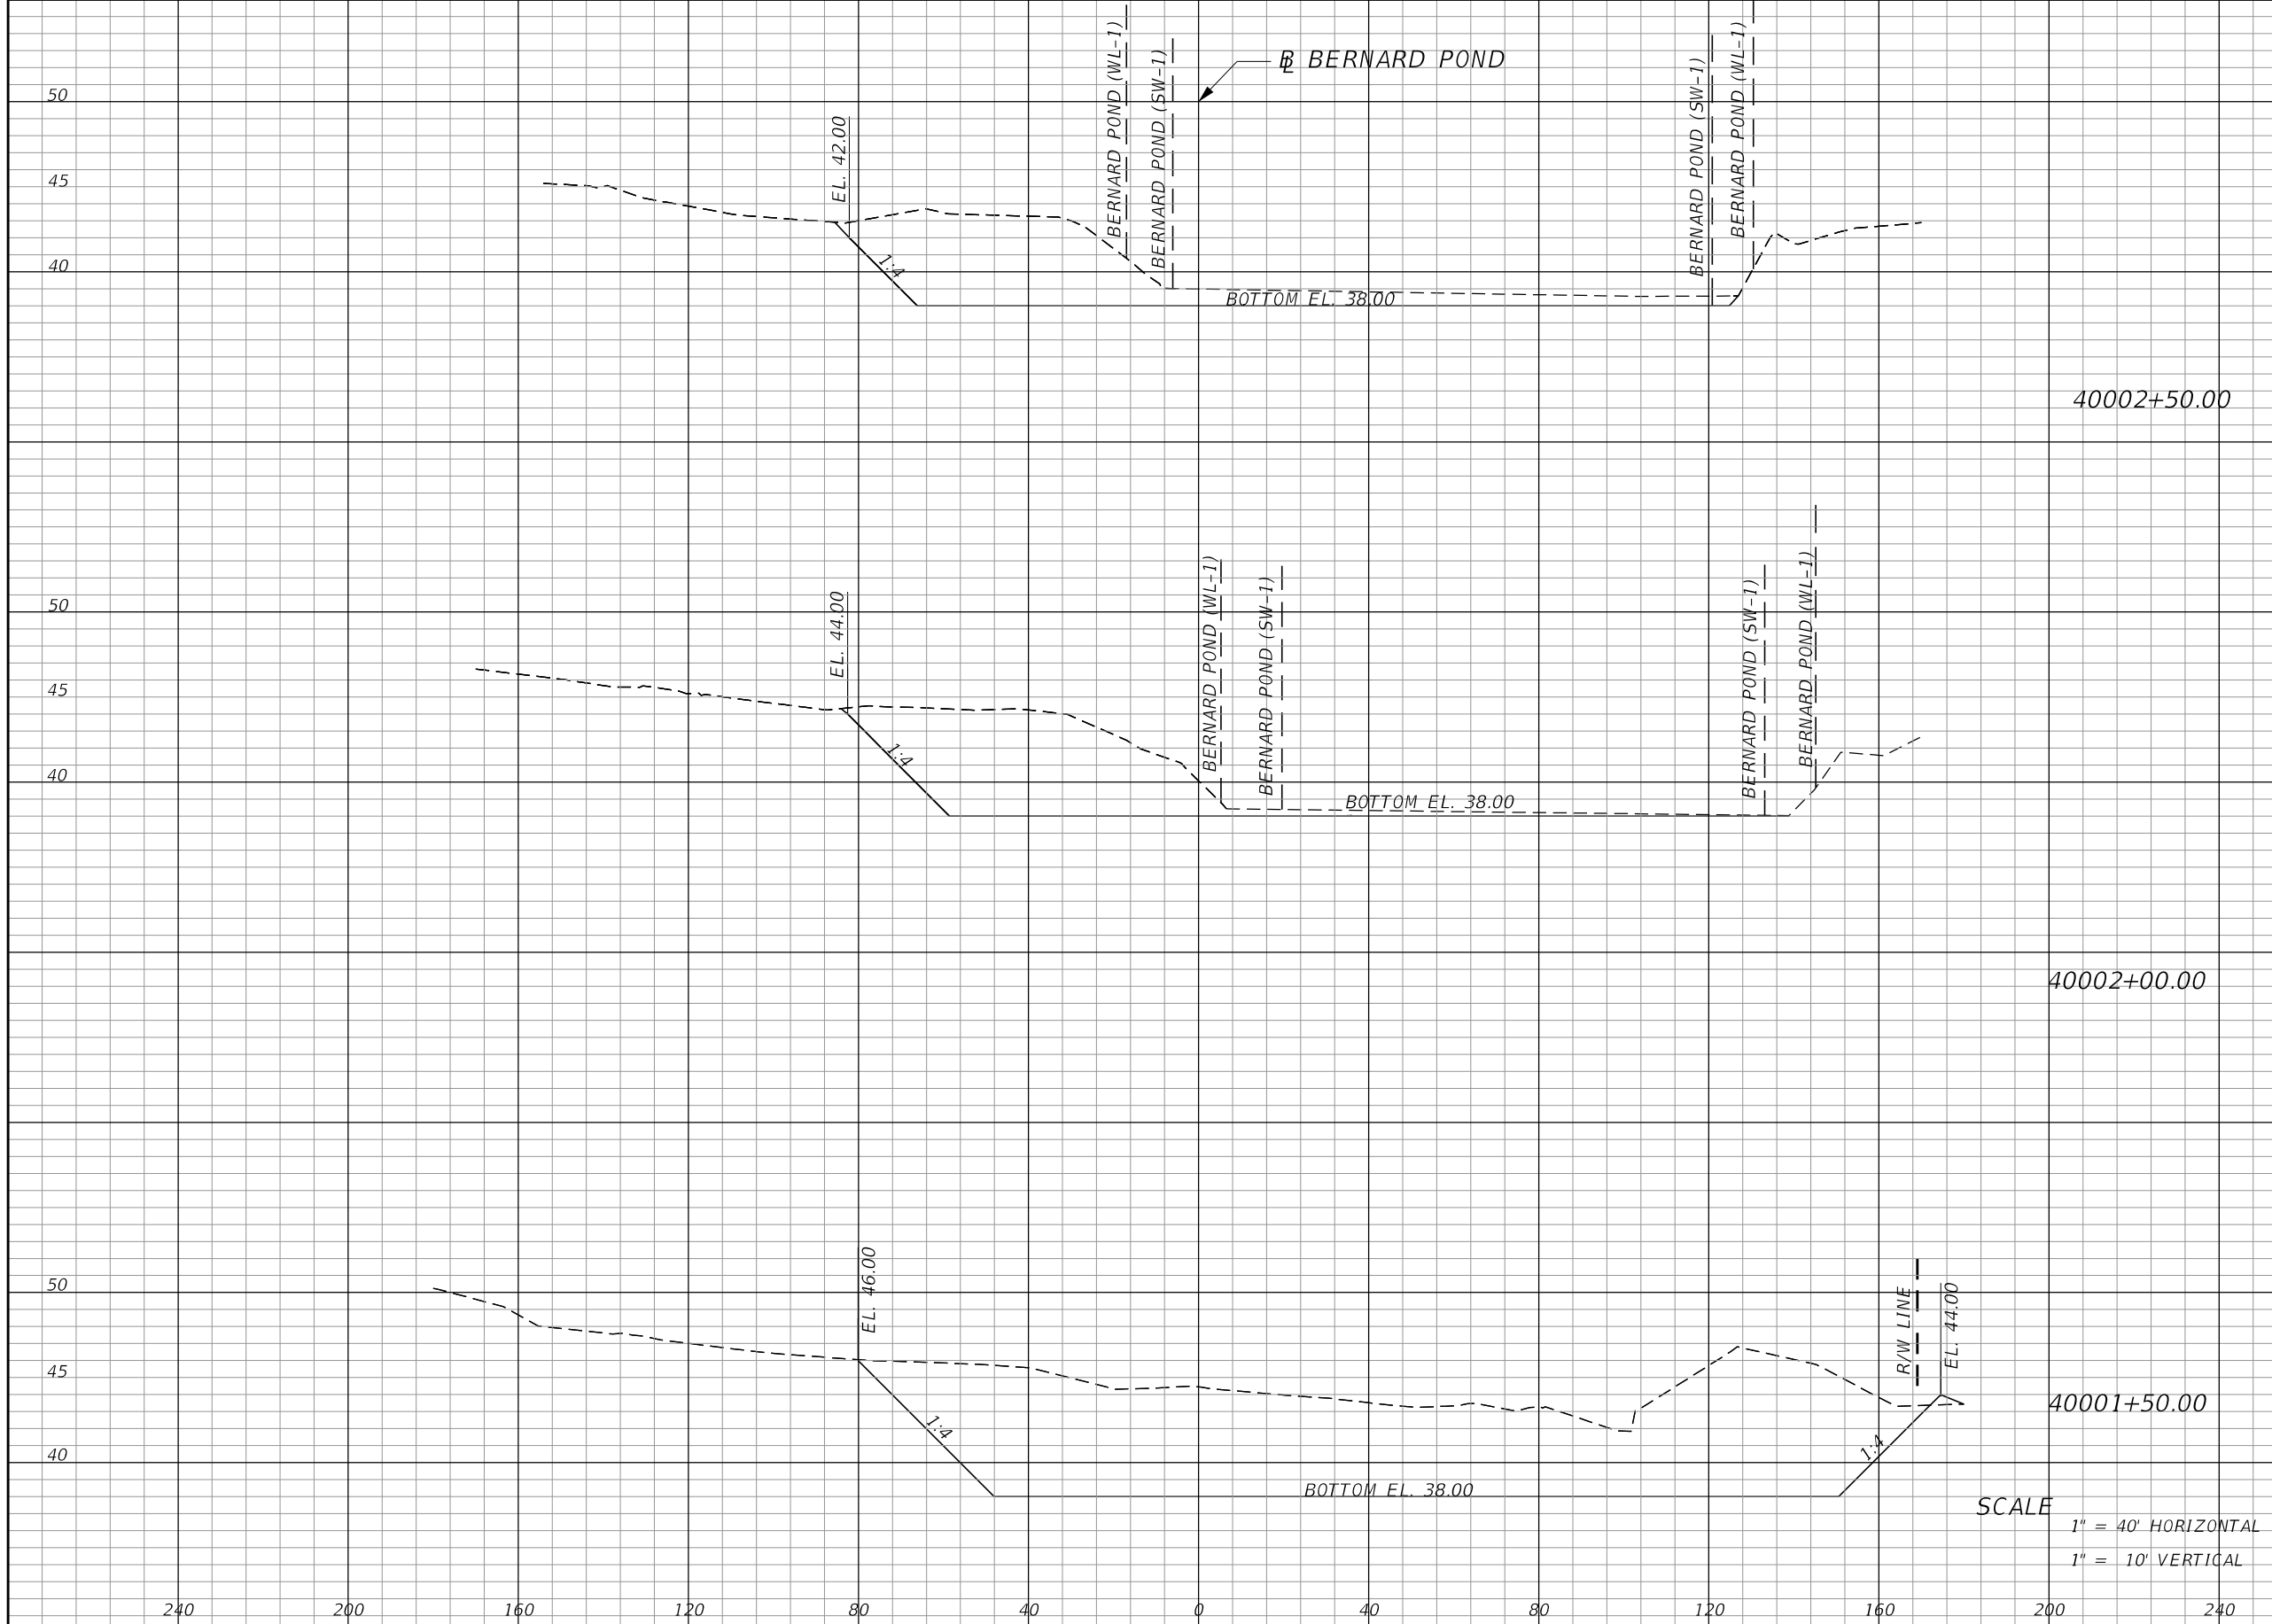 BERNARD POND (WL-1)
BERNARD POND (SW-1)
BL BERNARD POND
BERNARD POND (SW-1)
BERNARD POND (WL-1)
50
EL. 42.00
45
40
1:4
BOTTOM EL. 38.00
40002+50.00
50
EL. 44.00
BERNARD POND (WL-1)
BERNARD POND (SW-1)
BERNARD POND (SW-1)
BERNARD POND (WL-1)
45
40
1:4
BOTTOM EL. 38.00
40002+00.00
50
EL. 46.00
R/W LINE
EL. 44.00
45
40001+50.00
40
1:4
1:4
BOTTOM EL. 38.00
SCALE
1" = 40' HORIZONTAL
1" = 10' VERTICAL
240 200 160 120 80 40 0 40 80 120 160 200 240